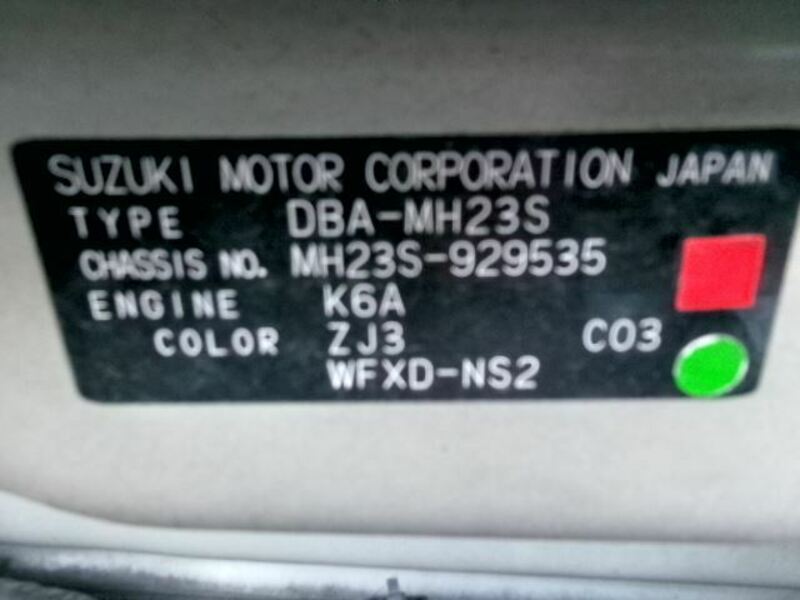 SUZUKI MOTOR CORPORATION JAPAN
TYPE DBA-MH23S
CHASSIS NO. MH23S-929535
ENGINE K6A
COLOR ZJ3 C03
WFXD-NS2